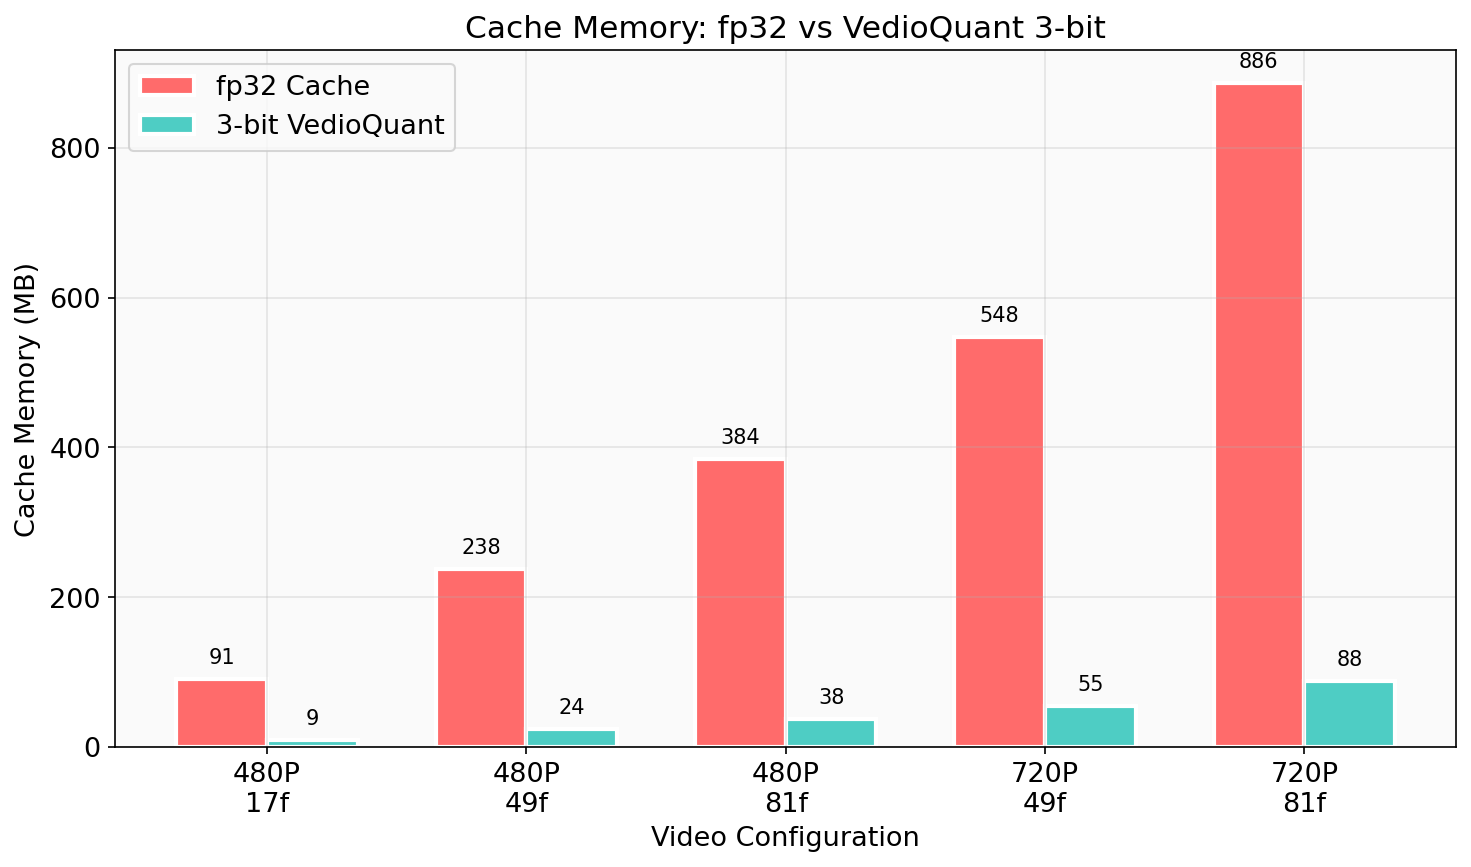 Cache Memory: fp32 vs VedioQuant 3-bit
fp32 Cache
3-bit VedioQuant
Cache Memory (MB)
800
600
400
200
0
91
9
238
24
384
38
548
55
886
88
480P
17f
480P
49f
480P
81f
720P
49f
720P
81f
Video Configuration